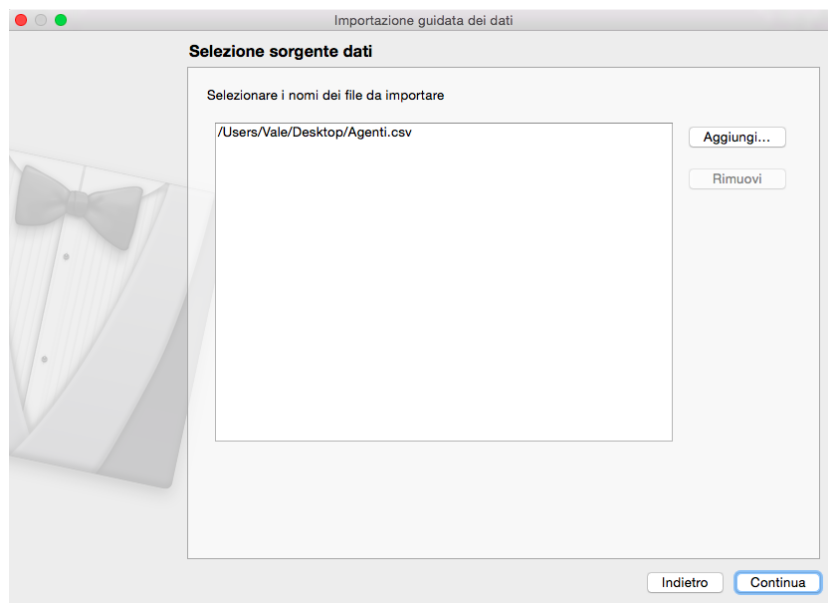 Importazione guidata dei dati
Selezione sorgente dati
Selezionare i nomi dei file da importare
/Users/Vale/Desktop/Agenti.csv
Aggiungi...
Rimuovi
Indietro
Continua